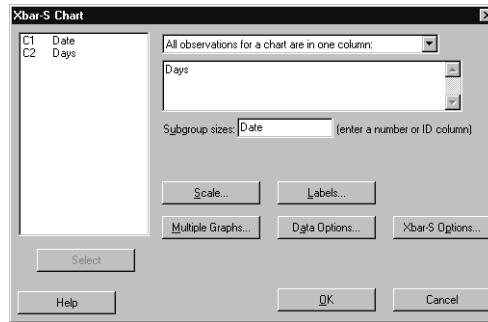 Xbar-S Chart
C1 Date
C2 Days
All observations for a chart are in one column:
Days
Subgroup sizes: Date (enter a number or ID column)
Scale... Labels...
Multiple Graphs... Data Options... Xbar-S Options...
Select
Help OK Cancel